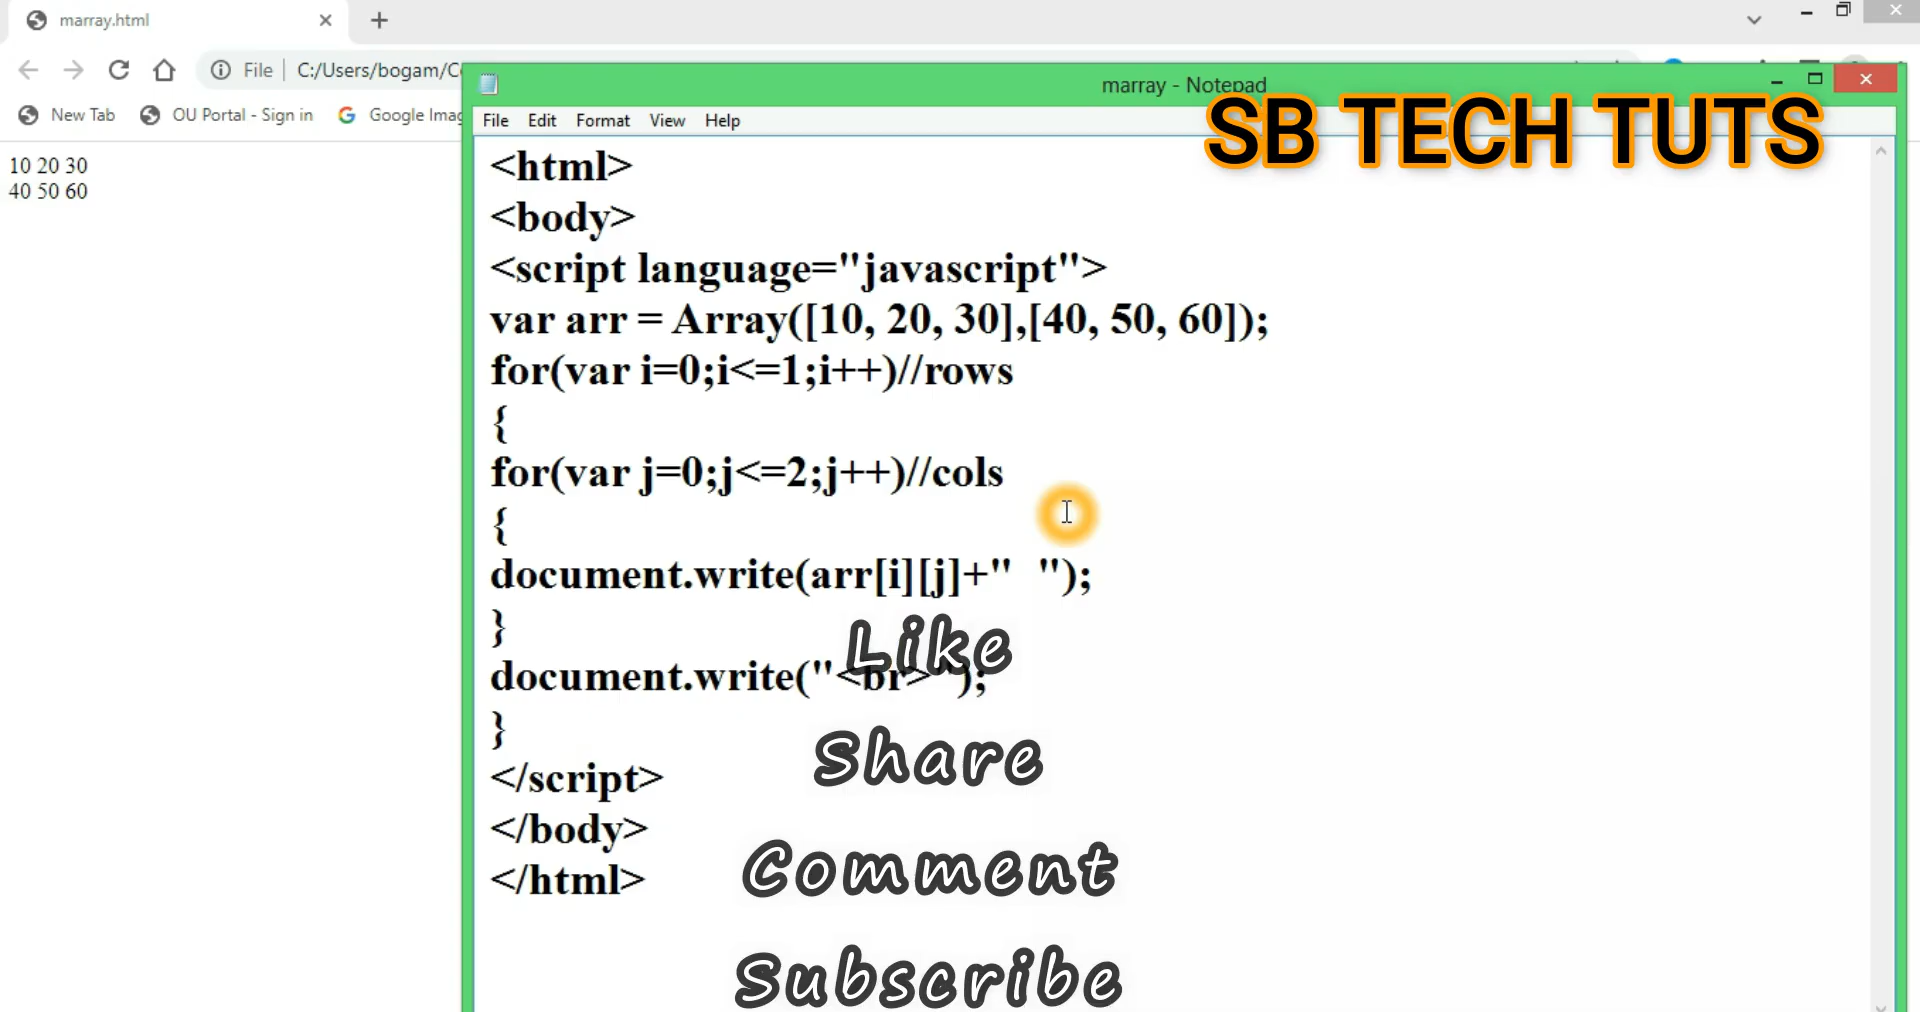 marray.html
File C:/Users/bogam/
New Tab OU Portal - Sign in Google
10 20 30
40 50 60
marray - Notepad
SB TECH TUTS
File Edit Format View Help
<html>
<body>
<script language="javascript">
var arr = Array([10, 20, 30],[40, 50, 60]);
for(var i=0;i<=1;i++)//rows
{
for(var j=0;j<=2;j++)//cols
{
document.write(arr[i][j]+"  ");
}
Like
document.write("<br>");
}
Share
</script>
</body>
Comment
</html>
Subscribe